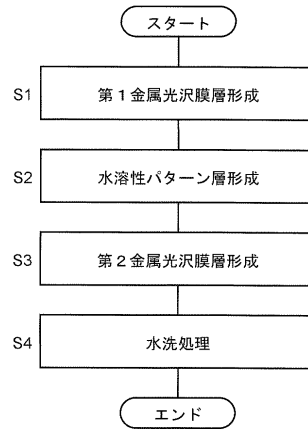 スタート
S1 第１金属光沢膜層形成
S2 水溶性パターン層形成
S3 第２金属光沢膜層形成
S4 水洗処理
エンド